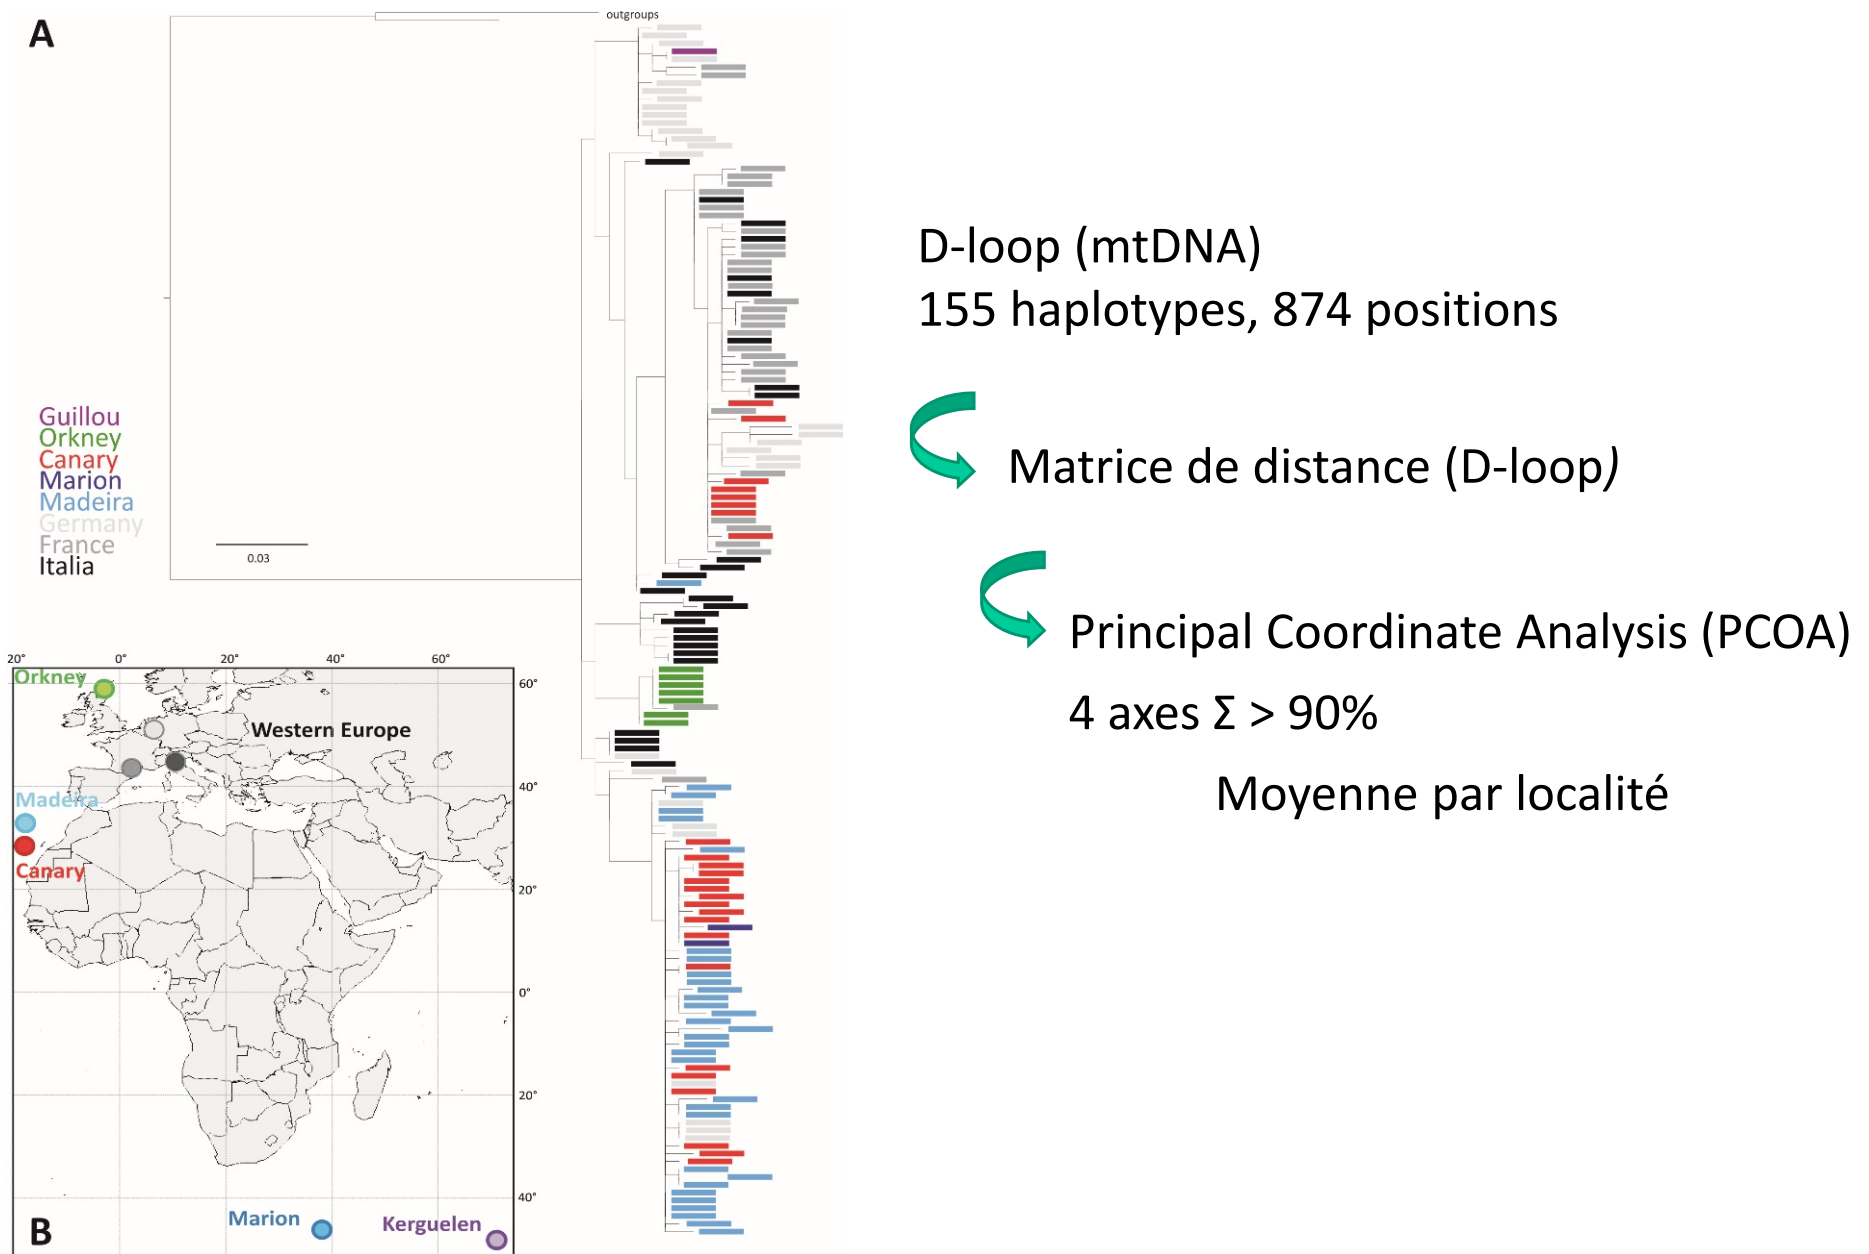 A
outgroups
Guillou
Orkney
Canary
Marion
Madeira
Germany
France
Italia
0.03
20°
0°
20°
40°
60°
Orkney
60°
Western Europe
Madeira
40°
Canary
20°
0°
20°
40°
Marion
Kerguelen
B
D-loop (mtDNA)
155 haplotypes, 874 positions
Matrice de distance (D-loop)
Principal Coordinate Analysis (PCOA)
4 axes Σ > 90%
Moyenne par localité